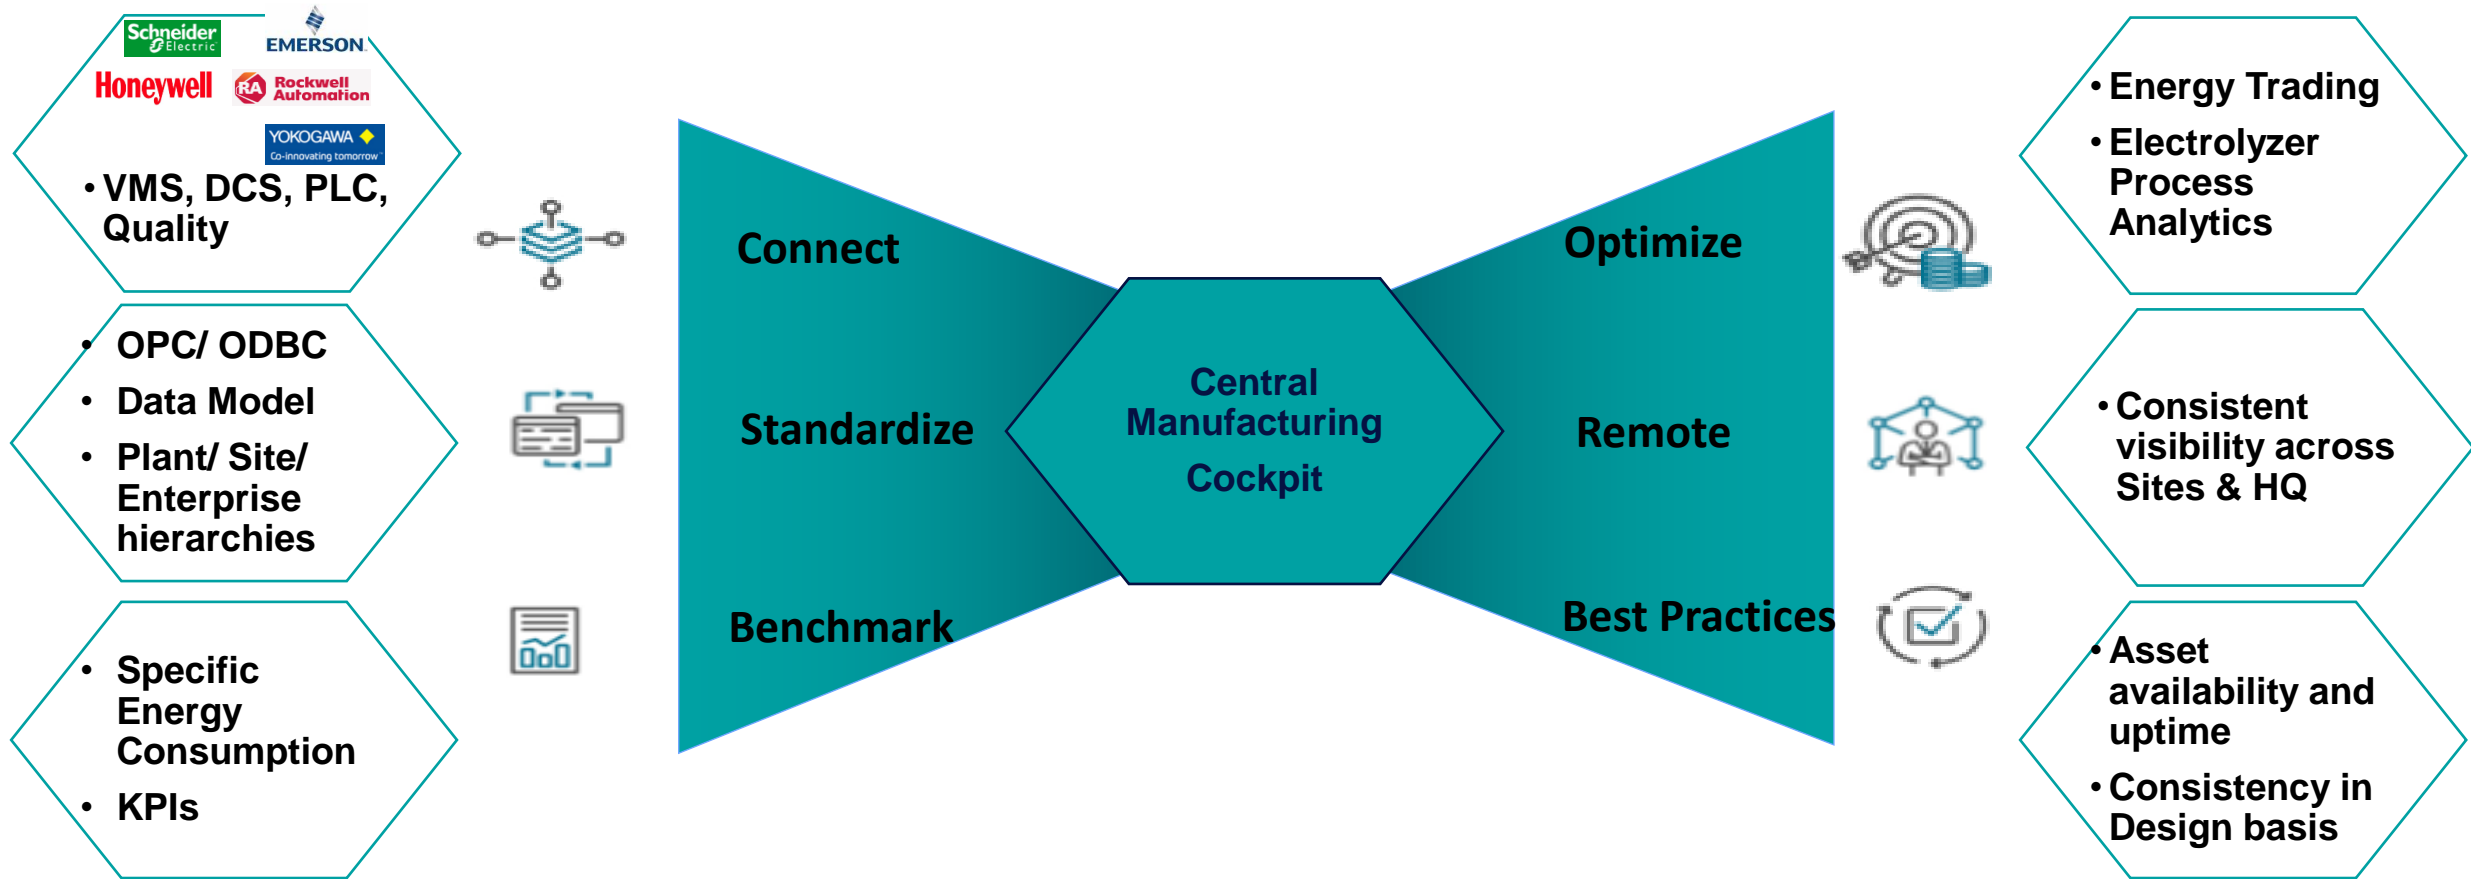 Schneider
Electric
EMERSON
Honeywell
RA Rockwell
Automation
YOKOGAWA
Co-innovating tomorrow
• VMS, DCS, PLC,
Quality
• OPC/ ODBC
• Data Model
• Plant/ Site/
Enterprise
hierarchies
• Specific
Energy
Consumption
• KPIs
Connect
Standardize
Benchmark
Central
Manufacturing
Cockpit
Optimize
Remote
Best Practices
• Energy Trading
• Electrolyzer
Process
Analytics
• Consistent
visibility across
Sites & HQ
• Asset
availability and
uptime
• Consistency in
Design basis